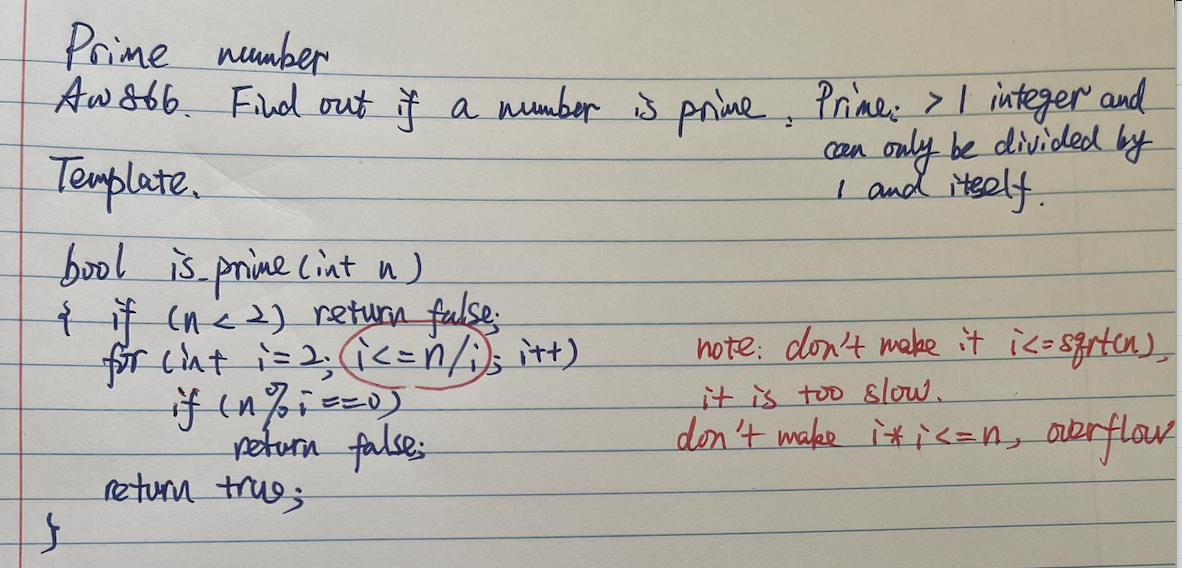 Prime number
AW866. Find out if a number is prime. Prime: > 1 integer and
can only be divided by
Template.
1 and itself.
bool is_prime(int n)
{ if (n < 2) return false;
for (int i=2; i<=n/i; i++)
note: don't make it i<=sqrt(n),
if (n%i==0)
it is too slow.
return false;
don't make i*i<=n, overflow
return true;
}